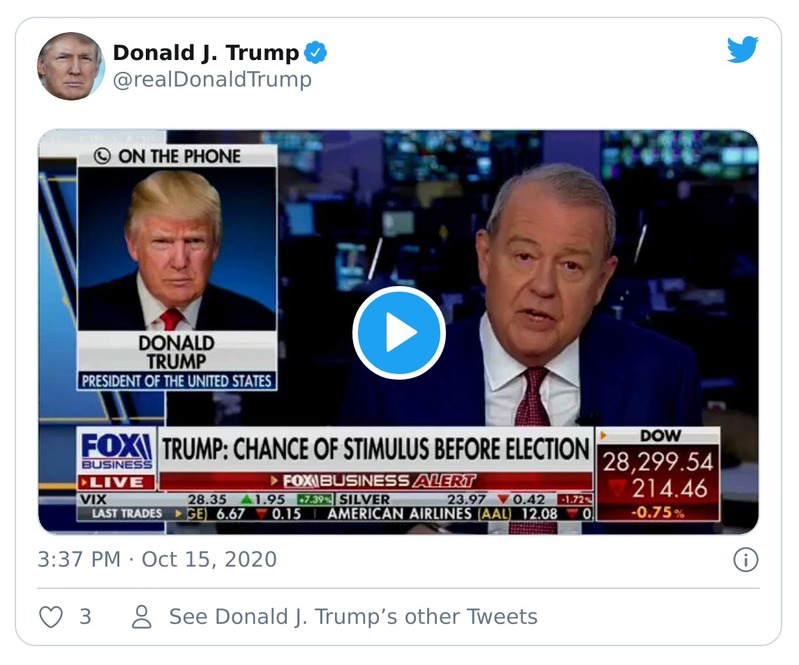 Donald J. Trump
@realDonaldTrump
ON THE PHONE
DONALD
TRUMP
PRESIDENT OF THE UNITED STATES
FOX
BUSINESS
LIVE
TRUMP: CHANCE OF STIMULUS BEFORE ELECTION
FOX BUSINESS ALERT
DOW
28,299.54
214.46
-0.75%
VIX 28.35 1.95 +7.39% SILVER 23.97 0.42 -1.72%
LAST TRADES GE) 6.67 0.15 AMERICAN AIRLINES (AAL) 12.08 0
3:37 PM · Oct 15, 2020
3 See Donald J. Trump’s other Tweets